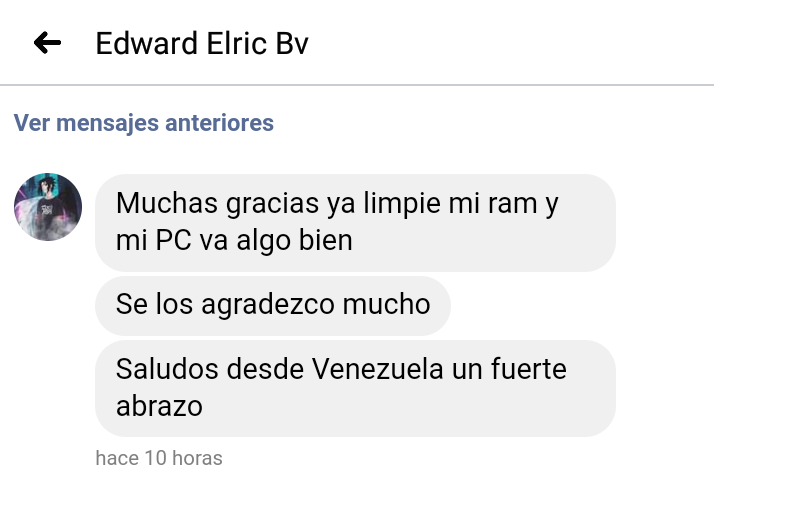 Edward Elric Bv
Ver mensajes anteriores
Muchas gracias ya limpie mi ram y
mi PC va algo bien
Se los agradezco mucho
Saludos desde Venezuela un fuerte
abrazo
hace 10 horas